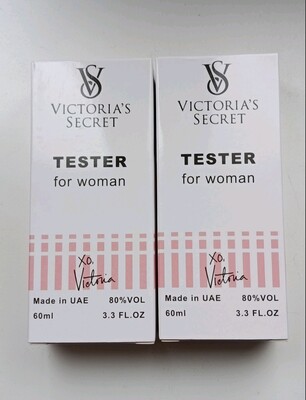 VS
VICTORIA'S
SECRET
TESTER
for woman
XO,
Victoria
Made in UAE 80%VOL
60ml 3.3 FL.OZ
VS
VICTORIA'S
SECRET
TESTER
for woman
XO,
Victoria
Made in UAE 80%VOL
60ml 3.3 FL.OZ